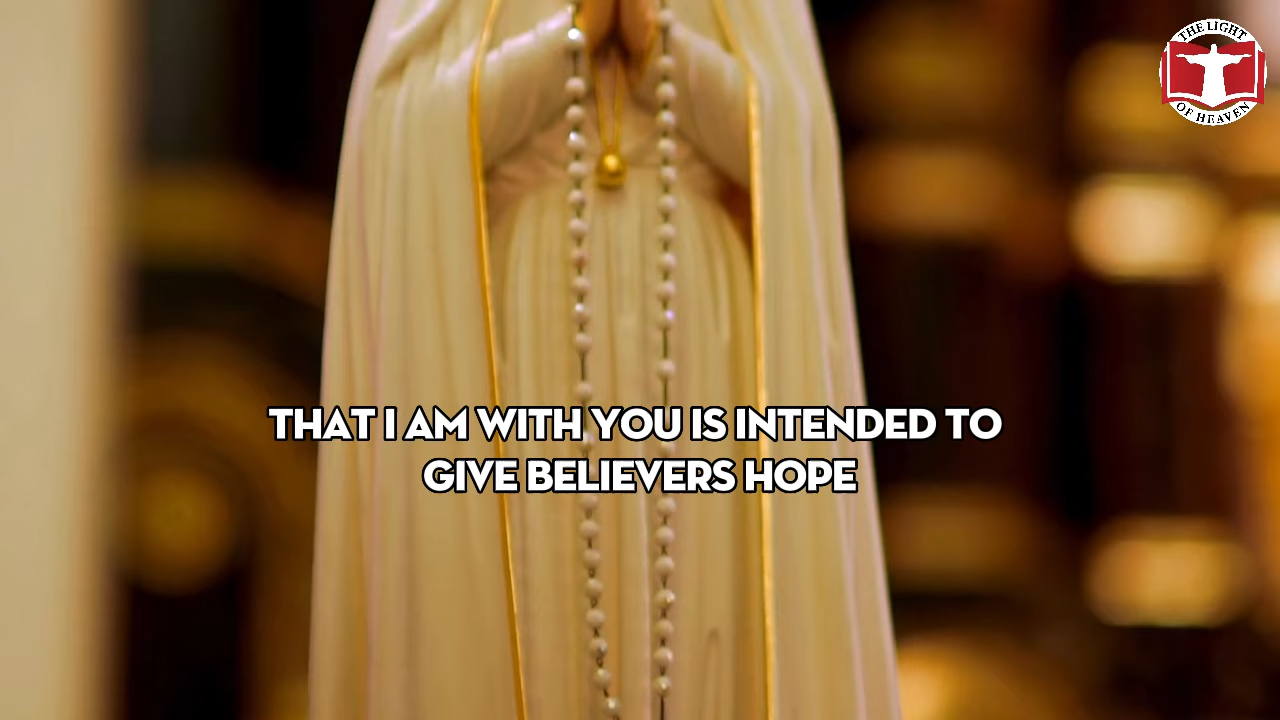 THE LIGHT
OF HEAVEN
THAT I AM WITH YOU IS INTENDED TO
GIVE BELIEVERS HOPE